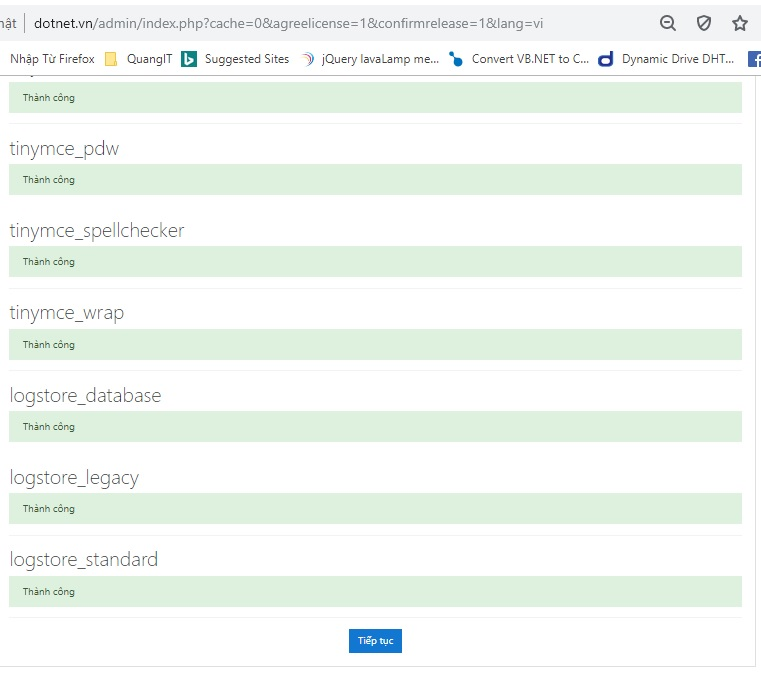 nhật dotnet.vn/admin/index.php?cache=0&agreelicense=1&confirmrelease=1&lang=vi
Nhập Từ Firefox QuangIT Suggested Sites jQuery lavaLamp me... Convert VB.NET to C... Dynamic Drive DHT...
Thành công
tinymce_pdw
Thành công
tinymce_spellchecker
Thành công
tinymce_wrap
Thành công
logstore_database
Thành công
logstore_legacy
Thành công
logstore_standard
Thành công
Tiếp tục